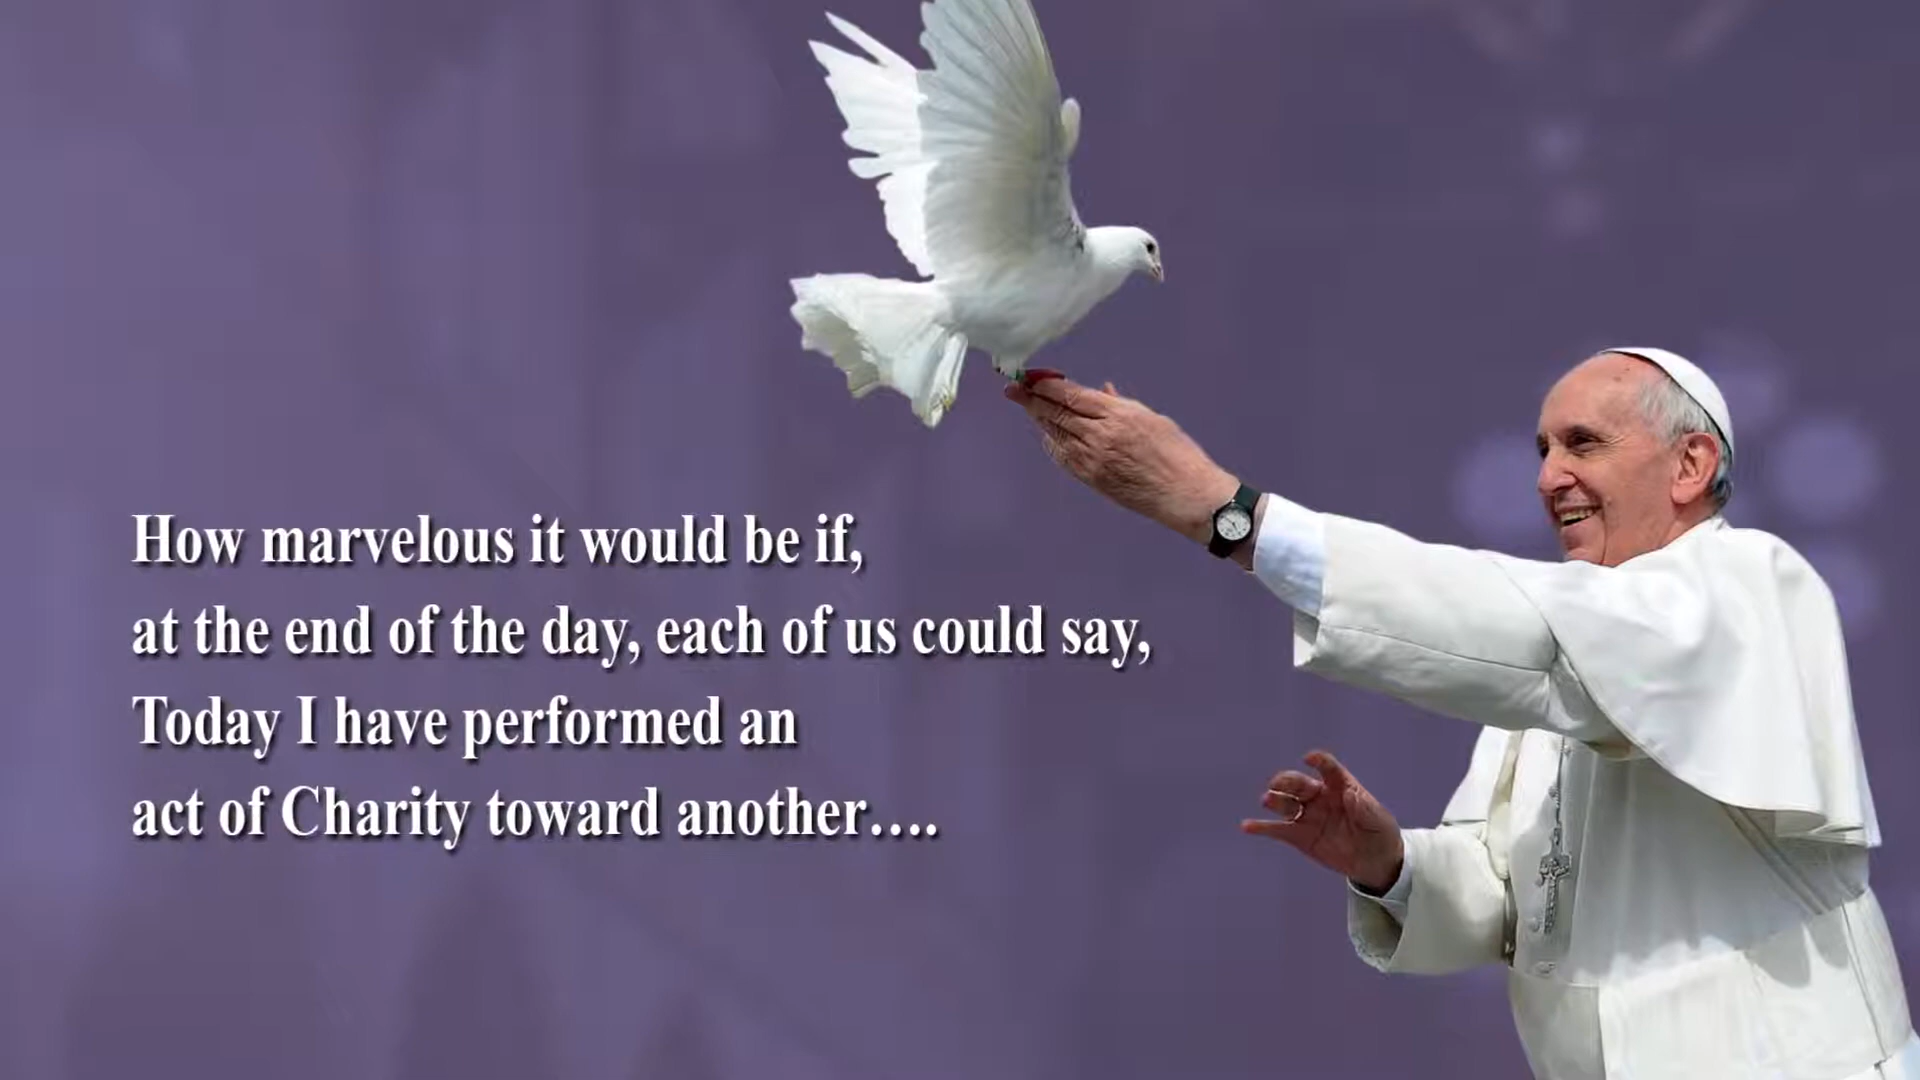 How marvelous it would be if,
at the end of the day, each of us could say,
Today I have performed an
act of Charity toward another….